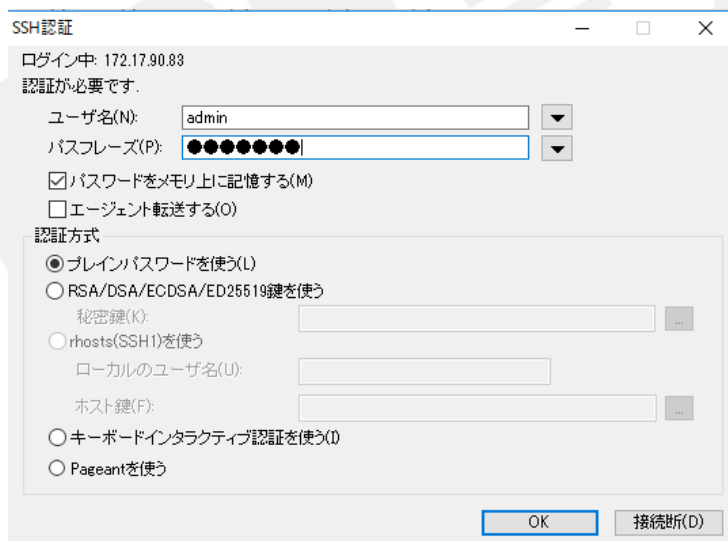 SSH認証
ログイン中: 172.17.90.83
認証が必要です.
ユーザ名(N): admin
パスフレーズ(P): ●●●●●●●
パスワードをメモリ上に記憶する(M)
エージェント転送する(O)
認証方式
プレインパスワードを使う(L)
RSA/DSA/ECDSA/ED25519鍵を使う
秘密鍵(K): ...
rhosts(SSH1)を使う
ローカルのユーザ名(U):
ホスト鍵(F): ...
キーボードインタラクティブ認証を使う(I)
Pageantを使う
OK 接続断(D)